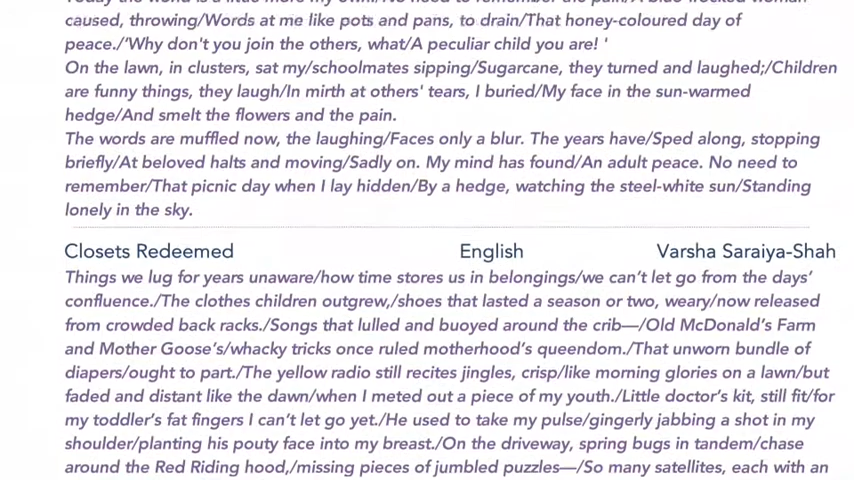 Today the world is a little more my own./No need to remember the pain/A blue-frocked woman
caused, throwing/Words at me like pots and pans, to drain/That honey-coloured day of
peace./'Why don't you join the others, what/A peculiar child you are! '
On the lawn, in clusters, sat my/schoolmates sipping/Sugarcane, they turned and laughed;/Children
are funny things, they laugh/In mirth at others' tears, I buried/My face in the sun-warmed
hedge/And smelt the flowers and the pain.
The words are muffled now, the laughing/Faces only a blur. The years have/Sped along, stopping
briefly/At beloved halts and moving/Sadly on. My mind has found/An adult peace. No need to
remember/That picnic day when I lay hidden/By a hedge, watching the steel-white sun/Standing
lonely in the sky.
Closets Redeemed English Varsha Saraiya-Shah
Things we lug for years unaware/how time stores us in belongings/we can't let go from the days'
confluence./The clothes children outgrew,/shoes that lasted a season or two, weary/now released
from crowded back racks./Songs that lulled and buoyed around the crib—/Old McDonald's Farm
and Mother Goose's/whacky tricks once ruled motherhood's queendom./That unworn bundle of
diapers/ought to part./The yellow radio still recites jingles, crisp/like morning glories on a lawn/but
faded and distant like the dawn/when I meted out a piece of my youth./Little doctor's kit, still fit/for
my toddler's fat fingers I can't let go yet./He used to take my pulse/gingerly jabbing a shot in my
shoulder/planting his pouty face into my breast./On the driveway, spring bugs in tandem/chase
around the Red Riding hood,/missing pieces of jumbled puzzles—/So many satellites, each with an